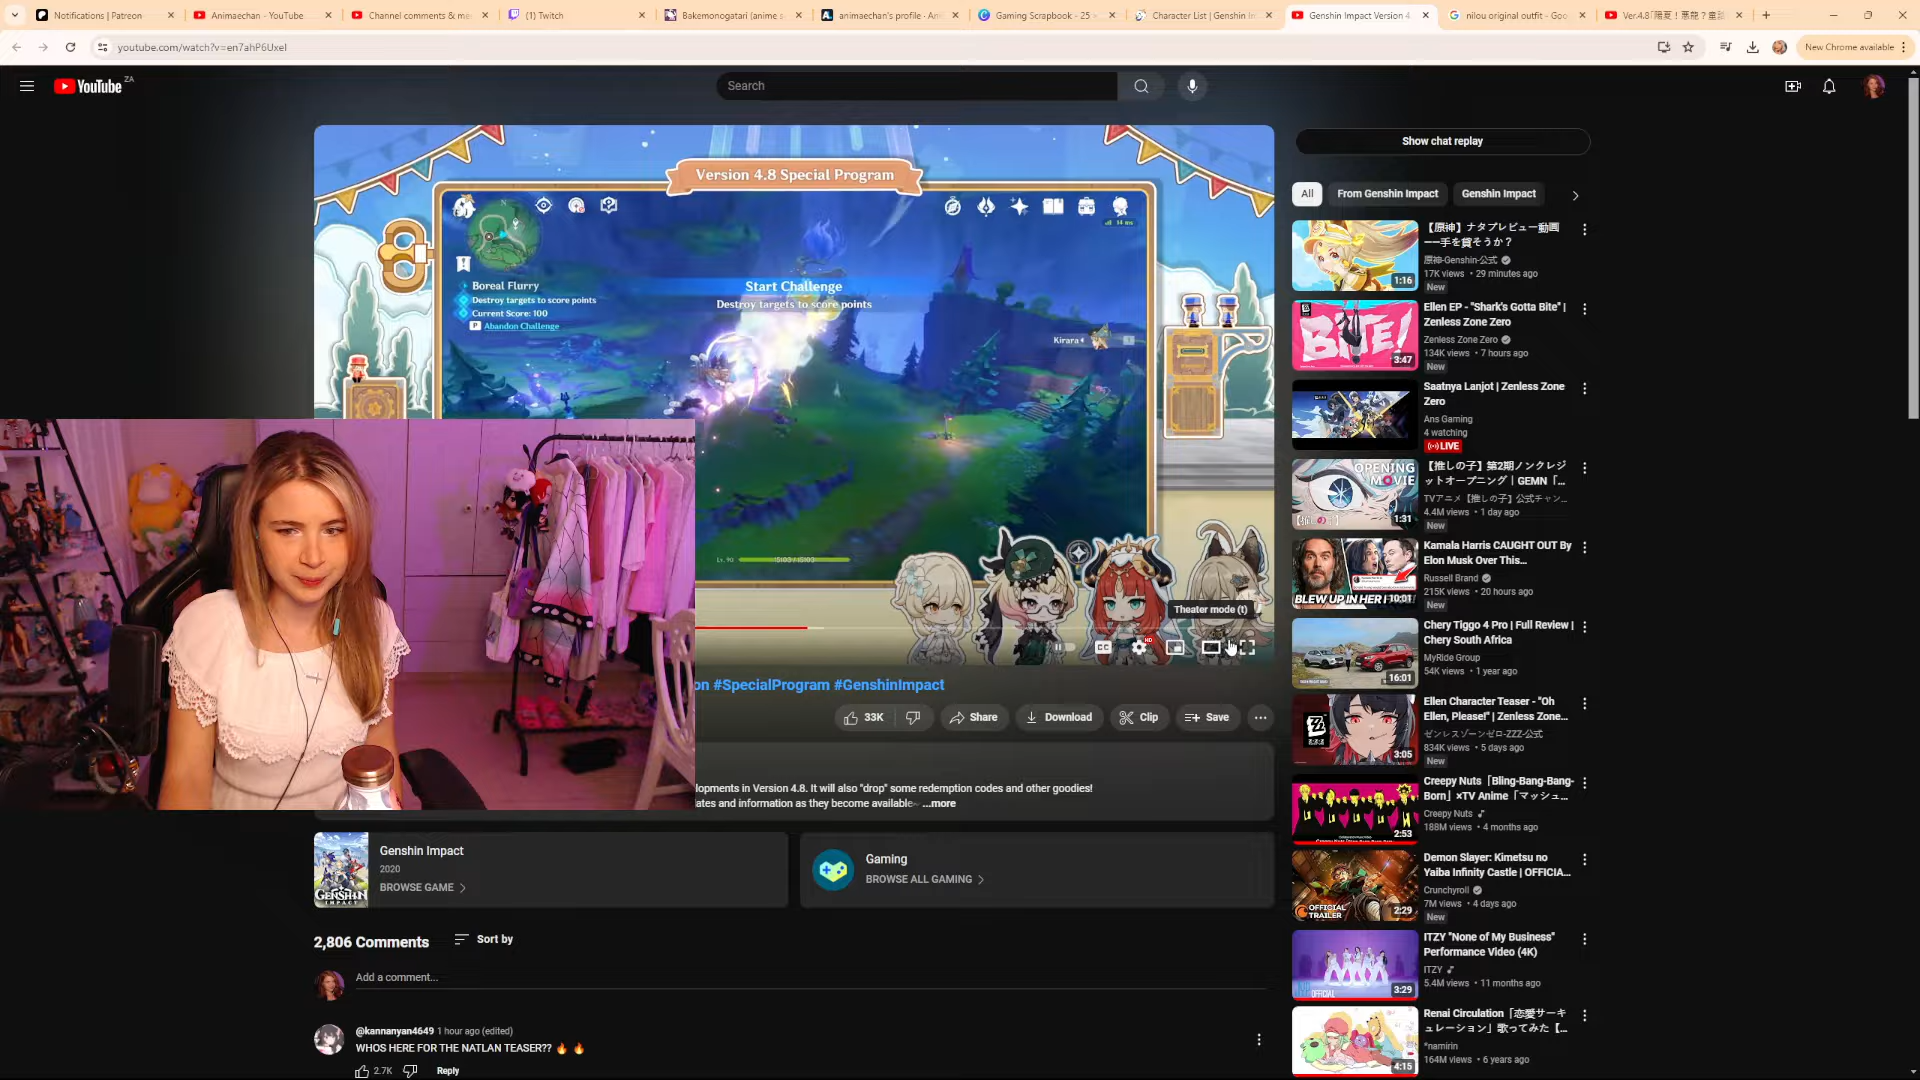 Notifications | Patreon
Animaechan - YouTube
Channel comments & me
(1) Twitch
Bakemonogatari (anime s
animaechan's profile - An
Gaming Scrapbook - 25
Character List | Genshin Im
Genshin Impact Version 4
nilou original outfit - Goo
youtube.com/watch?v=en7ahP6UxeI
New Chrome available
YouTube
ZA
Search
Show chat replay
All
From Genshin Impact
Genshin Impact
Version 4.8 Special Program
Boreal Flurry
Destroy targets to score points
Current Score: 100
P Abandon Challenge
Start Challenge
Destroy targets to score points
Kirara
Lv. 90
Theater mode (t)
CC
HD
on #SpecialProgram #GenshinImpact
33K
Share
Download
Clip
Save
lopments in Version 4.8. It will also "drop" some redemption codes and other goodies!
ates and information as they become available~ ...more
Genshin Impact
2020
BROWSE GAME
GENSHIN
IMPACT
Gaming
BROWSE ALL GAMING
2,806 Comments
Sort by
Add a comment...
@kannanyan4649 1 hour ago (edited)
WHOS HERE FOR THE NATLAN TEASER?? 🔥 🔥
2.7K
Reply
【原神】ナタプレビュー動画
——手を貸そうか？
原神-Genshin-公式
17K views • 29 minutes ago
New
1:16
Ellen EP - "Shark's Gotta Bite" |
Zenless Zone Zero
Zenless Zone Zero
134K views • 7 hours ago
New
BITE!
3:47
Saatnya Lanjot | Zenless Zone
Zero
Ans Gaming
4 watching
LIVE
【推しの子】第2期ノンクレジ
ットオープニング｜GEMN「...
TVアニメ【推しの子】公式チャン...
4.4M views • 1 day ago
New
OPENING
MOVIE
1:31
Kamala Harris CAUGHT OUT By
Elon Musk Over This...
Russell Brand
215K views • 20 hours ago
New
BLEW UP IN HER
10:01
Chery Tiggo 4 Pro | Full Review |
Chery South Africa
MyRide Group
54K views • 1 year ago
16:01
Ellen Character Teaser - "Oh
Ellen, Please!" | Zenless Zone...
ゼンレスゾーンゼロ-ZZZ-公式
834K views • 5 days ago
New
3:05
Creepy Nuts「Bling-Bang-Bang-
Born」×TV Anime「マッシュ...
Creepy Nuts
188M views • 4 months ago
2:53
Demon Slayer: Kimetsu no
Yaiba Infinity Castle | OFFICIA...
Crunchyroll
7M views • 4 days ago
New
OFFICIAL
TRAILER
2:29
ITZY "None of My Business"
Performance Video (4K)
ITZY
5.4M views • 11 months ago
OFFICIAL
3:29
Renai Circulation「恋愛サーキ
ュレーション」歌ってみた【...
*namirin
164M views • 6 years ago
4:15